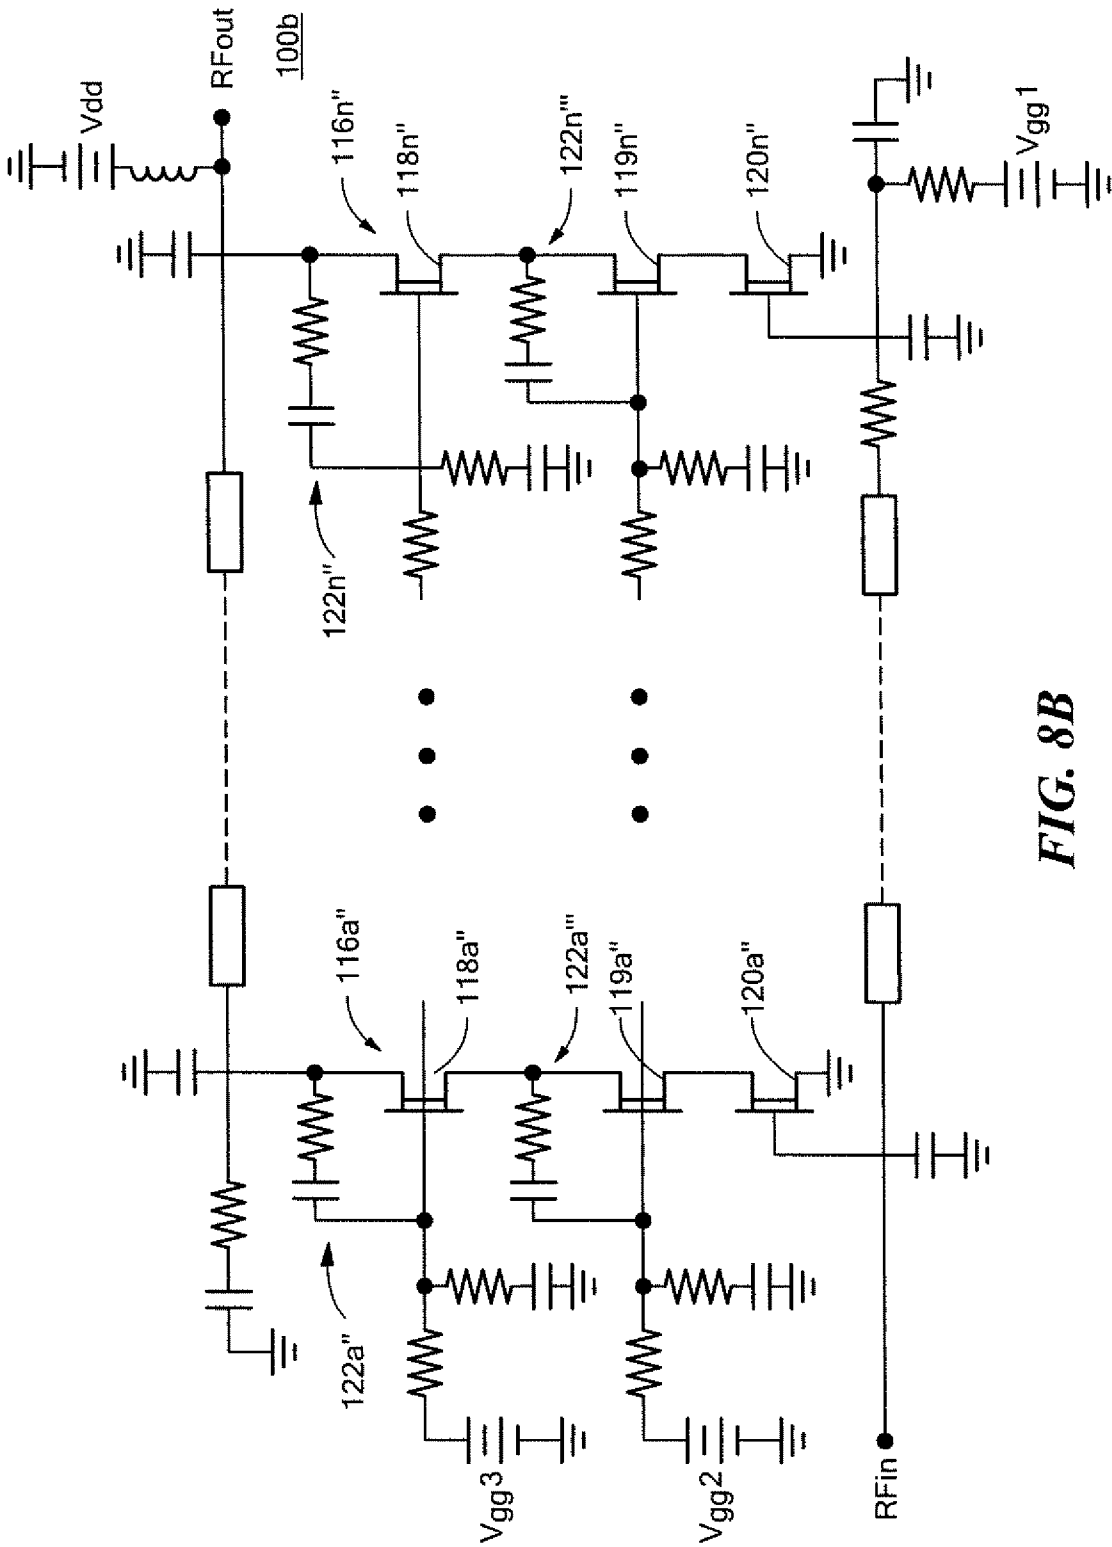 Vdd
RFout
100b
116n"
118n"
122n'''
119n"
120n"
Vgg1
122n"
116a"
118a"
122a'''
119a"
120a"
122a"
Vgg3
Vgg2
RFin
FIG. 8B